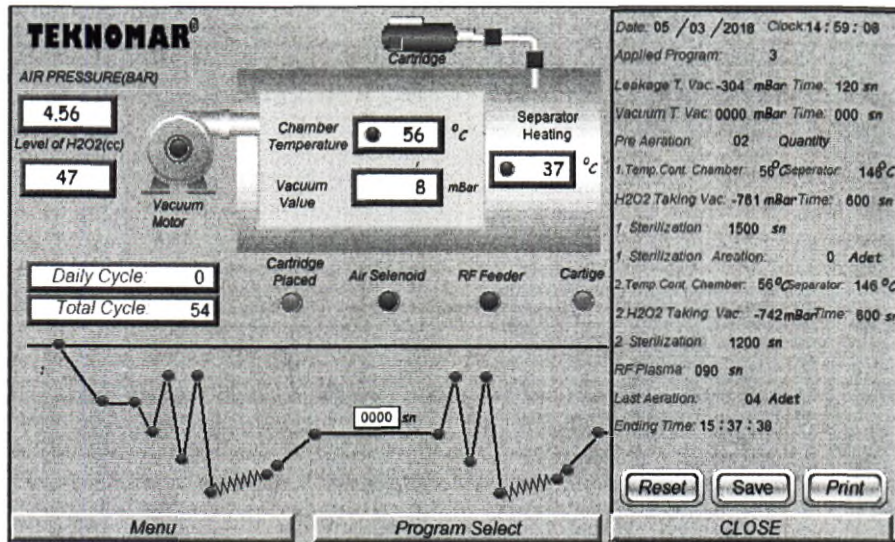 TEKNOMAR®
AIR PRESSURE(BAR)
4.56
Level of H2O2(cc)
47
Vacuum
Motor
Cartridge
Chamber
Temperature
56 °C
Vacuum
Value
8 mBar
Separator
Heating
37 °C
Daily Cycle: 0
Total Cycle: 54
Cartridge
Placed
Air Selenoid
RF Feeder
Cartige
0000 sn
Date: 05 / 03 / 2018 Clock: 14 : 59 : 08
Applied Program: 3
Leakage T. Vac: -304 mBar Time: 120 sn
Vacuum T. Vac: 0000 mBar Time: 000 sn
Pre Aeration: 02 Quantity
1.Temp.Cont. Chamber: 56°C Seperator: 146°C
H2O2 Taking Vac: -761 mBar Time: 600 sn
1. Sterilization 1500 sn
1. Sterilization Areation: 0 Adet
2.Temp.Cont. Chamber: 56°C Separator: 146 °C
2.H2O2 Taking Vac: -742 mBar Time: 600 sn
2. Sterilization 1200 sn
RF Plasma: 090 sn
Last Aeration: 04 Adet
Ending Time: 15 : 37 : 38
Reset Save Print
Menu Program Select CLOSE